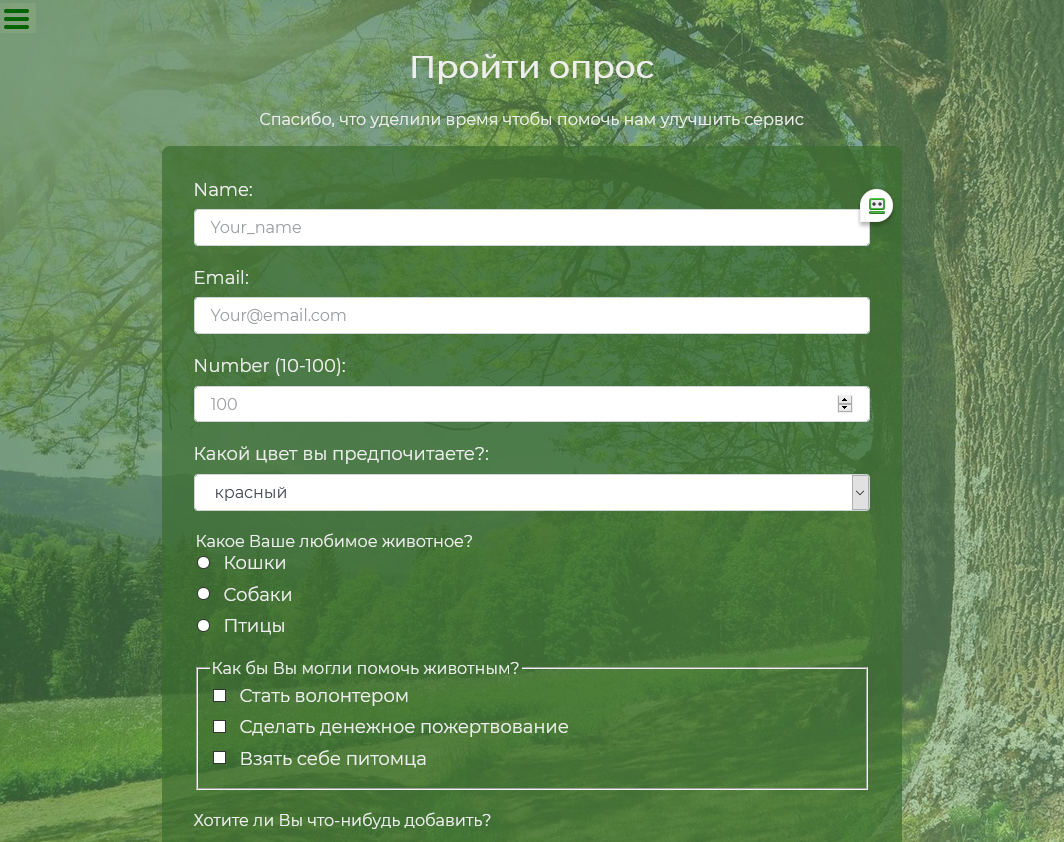 Пройти опрос
Спасибо, что уделили время чтобы помочь нам улучшить сервис
Name:
Your_name
Email:
Your@email.com
Number (10-100):
100
Какой цвет вы предпочитаете?:
красный
Какое Ваше любимое животное?
Кошки
Собаки
Птицы
Как бы Вы могли помочь животным?
Стать волонтером
Сделать денежное пожертвование
Взять себе питомца
Хотите ли Вы что-нибудь добавить?